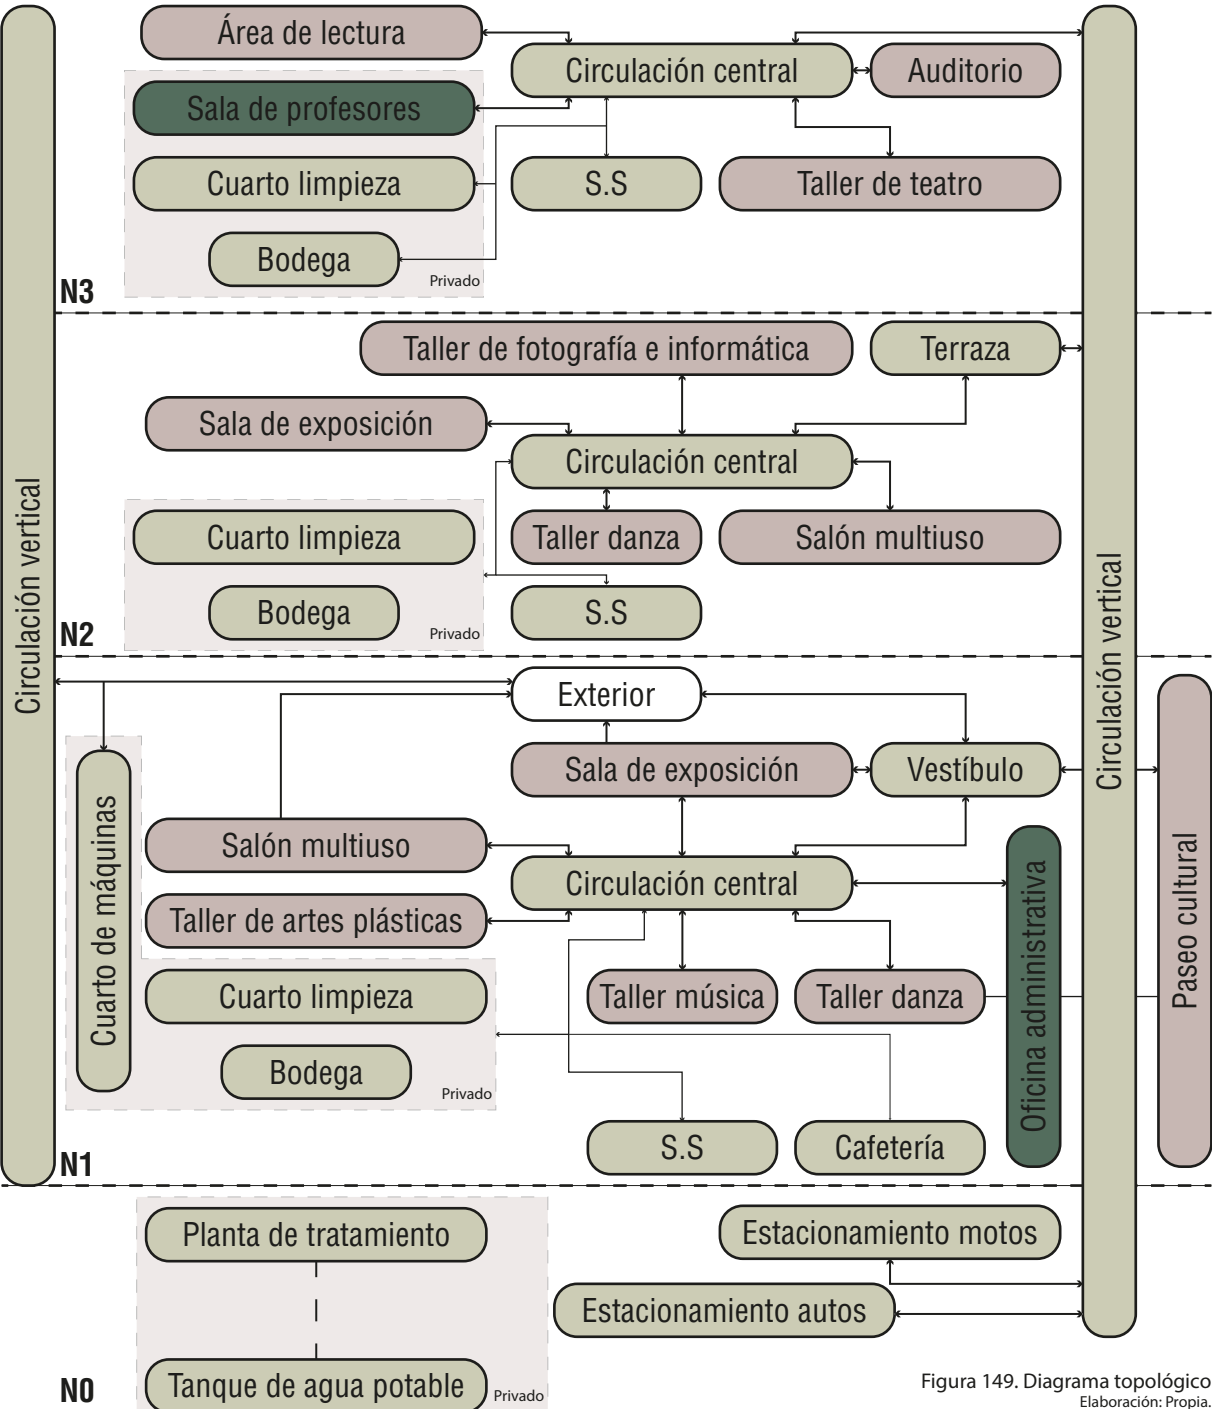 Circulación vertical
Circulación vertical
Área de lectura
Circulación central
Auditorio
Sala de profesores
Cuarto limpieza
S.S
Taller de teatro
Bodega
Privado
N3
Taller de fotografía e informática
Terraza
Sala de exposición
Circulación central
Cuarto limpieza
Taller danza
Salón multiuso
Bodega
S.S
Privado
N2
Exterior
Sala de exposición
Vestíbulo
Paseo cultural
Cuarto de máquinas
Salón multiuso
Circulación central
Oficina administrativa
Taller de artes plásticas
Cuarto limpieza
Taller música
Taller danza
Bodega
Privado
S.S
Cafetería
N1
Planta de tratamiento
Estacionamiento motos
Estacionamiento autos
Tanque de agua potable
Privado
N0
Figura 149. Diagrama topológico
Elaboración: Propia.